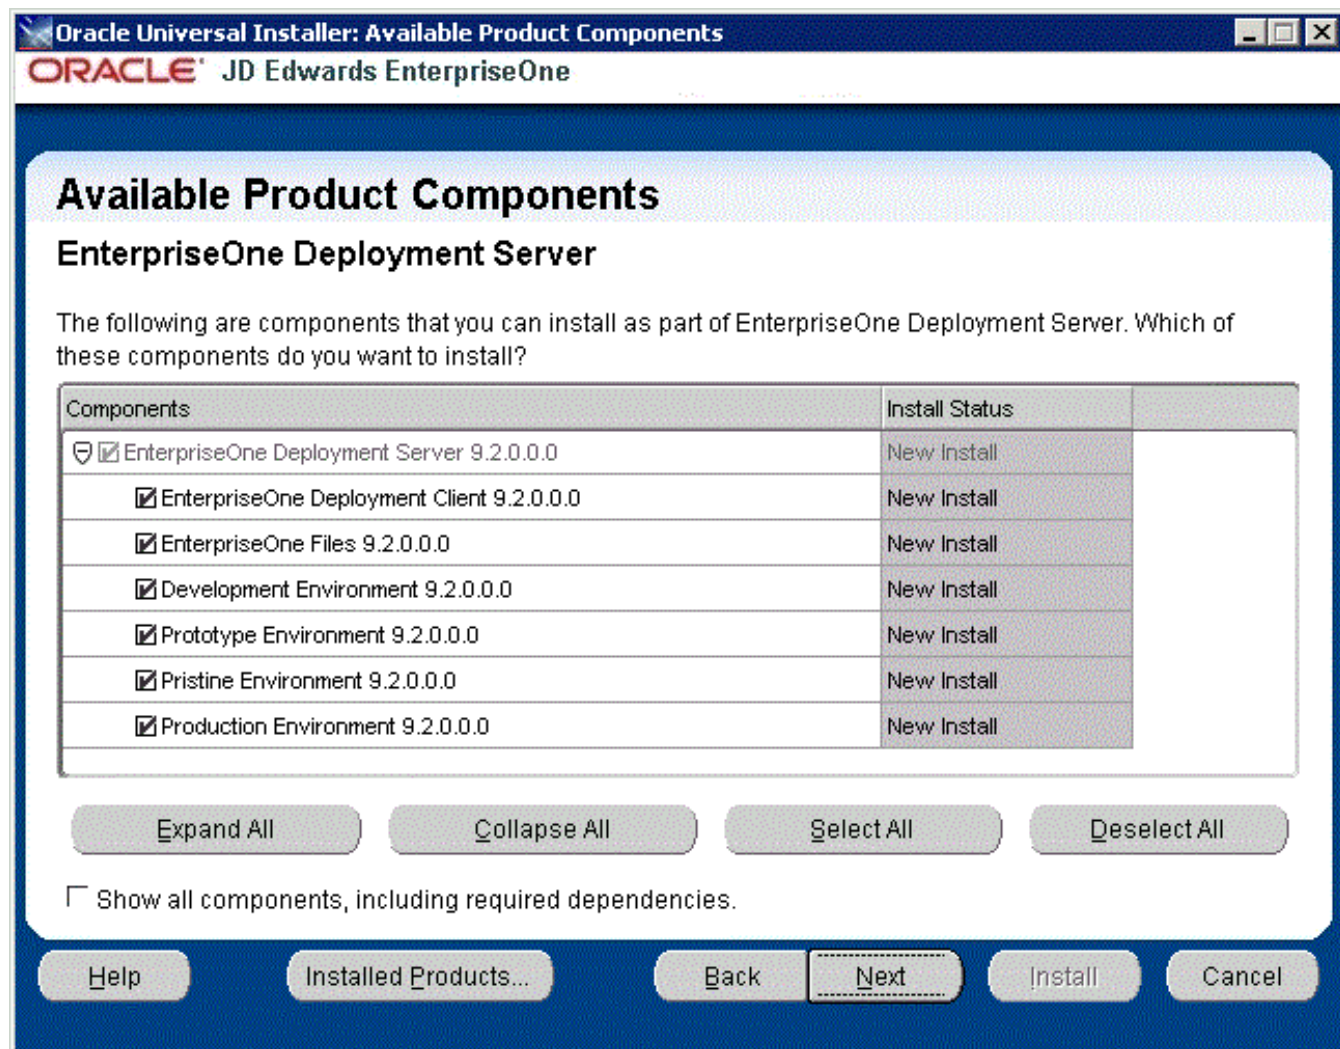 Oracle Universal Installer: Available Product Components
ORACLE JD Edwards EnterpriseOne
Available Product Components
EnterpriseOne Deployment Server
The following are components that you can install as part of EnterpriseOne Deployment Server. Which of
these components do you want to install?
Components Install Status
EnterpriseOne Deployment Server 9.2.0.0.0 New Install
EnterpriseOne Deployment Client 9.2.0.0.0 New Install
EnterpriseOne Files 9.2.0.0.0 New Install
Development Environment 9.2.0.0.0 New Install
Prototype Environment 9.2.0.0.0 New Install
Pristine Environment 9.2.0.0.0 New Install
Production Environment 9.2.0.0.0 New Install
Expand All Collapse All Select All Deselect All
Show all components, including required dependencies.
Help Installed Products... Back Next Install Cancel